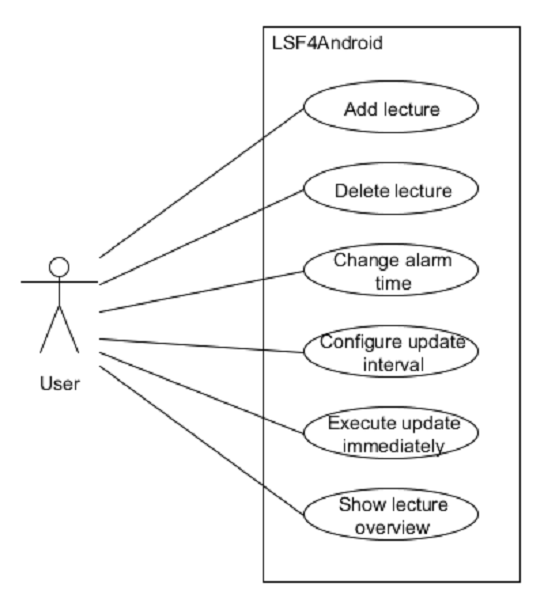 LSF4Android
Add lecture
Delete lecture
Change alarm
time
Configure update
interval
User
Execute update
immediately
Show lecture
overview